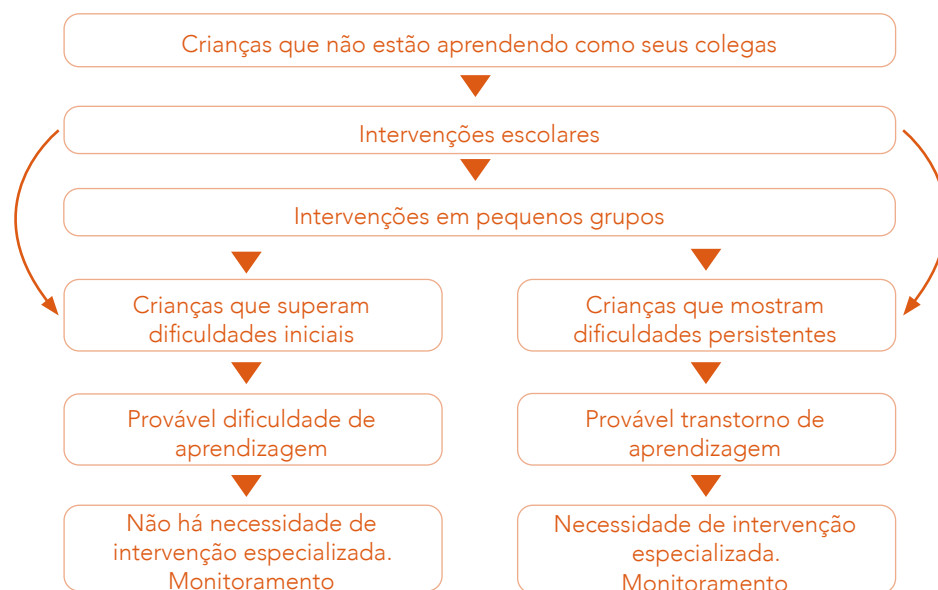 Crianças que não estão aprendendo como seus colegas
Intervenções escolares
Intervenções em pequenos grupos
Crianças que superam
dificuldades iniciais
Crianças que mostram
dificuldades persistentes
Provável dificuldade de
aprendizagem
Provável transtorno de
aprendizagem
Não há necessidade de
intervenção especializada.
Monitoramento
Necessidade de intervenção
especializada.
Monitoramento